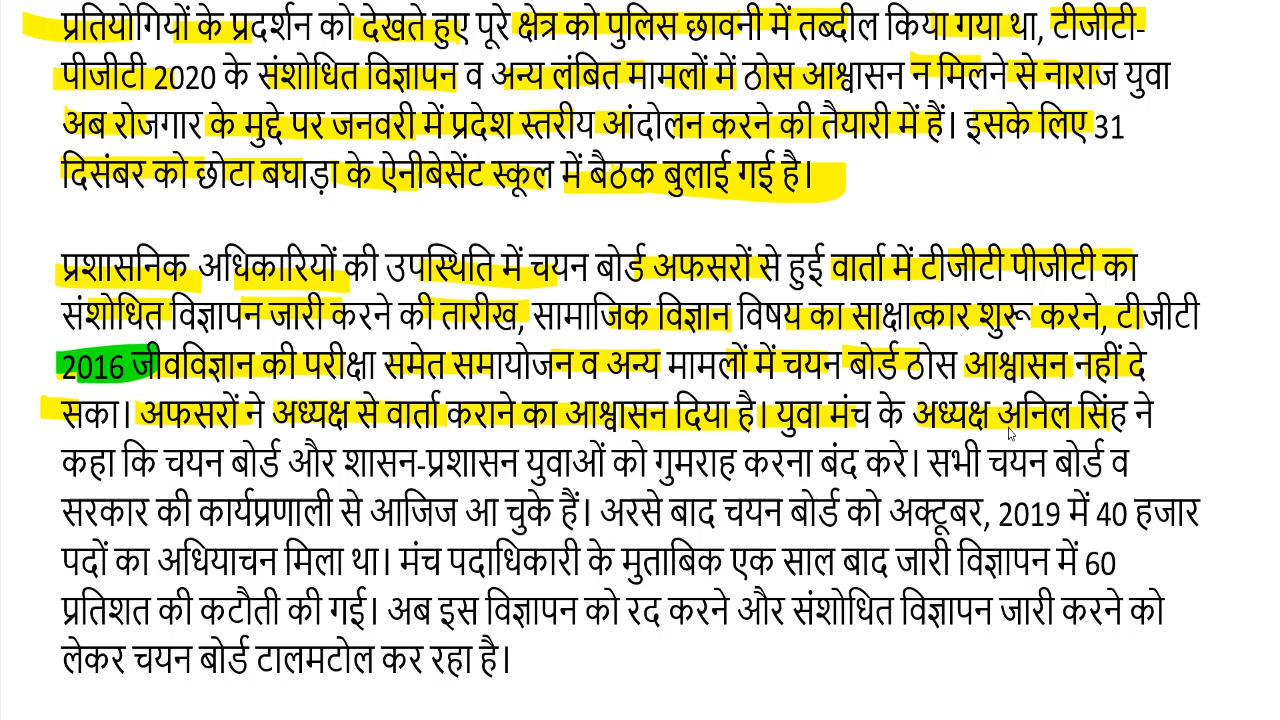 प्रतियोगियों के प्रदर्शन को देखते हुए पूरे क्षेत्र को पुलिस छावनी में तब्दील किया गया था, टीजीटी-
पीजीटी 2020 के संशोधित विज्ञापन व अन्य लंबित मामलों में ठोस आश्वासन न मिलने से नाराज युवा
अब रोजगार के मुद्दे पर जनवरी में प्रदेश स्तरीय आंदोलन करने की तैयारी में हैं। इसके लिए 31
दिसंबर को छोटा बघाड़ा के ऐनीबेसेंट स्कूल में बैठक बुलाई गई है।
प्रशासनिक अधिकारियों की उपस्थिति में चयन बोर्ड अफसरों से हुई वार्ता में टीजीटी पीजीटी का
संशोधित विज्ञापन जारी करने की तारीख, सामाजिक विज्ञान विषय का साक्षात्कार शुरू करने, टीजीटी
2016 जीवविज्ञान की परीक्षा समेत समायोजन व अन्य मामलों में चयन बोर्ड ठोस आश्वासन नहीं दे
सका। अफसरों ने अध्यक्ष से वार्ता कराने का आश्वासन दिया है। युवा मंच के अध्यक्ष अनिल सिंह ने
कहा कि चयन बोर्ड और शासन-प्रशासन युवाओं को गुमराह करना बंद करे। सभी चयन बोर्ड व
सरकार की कार्यप्रणाली से आजिज आ चुके हैं। अरसे बाद चयन बोर्ड को अक्टूबर, 2019 में 40 हजार
पदों का अधियाचन मिला था। मंच पदाधिकारी के मुताबिक एक साल बाद जारी विज्ञापन में 60
प्रतिशत की कटौती की गई। अब इस विज्ञापन को रद करने और संशोधित विज्ञापन जारी करने को
लेकर चयन बोर्ड टालमटोल कर रहा है।